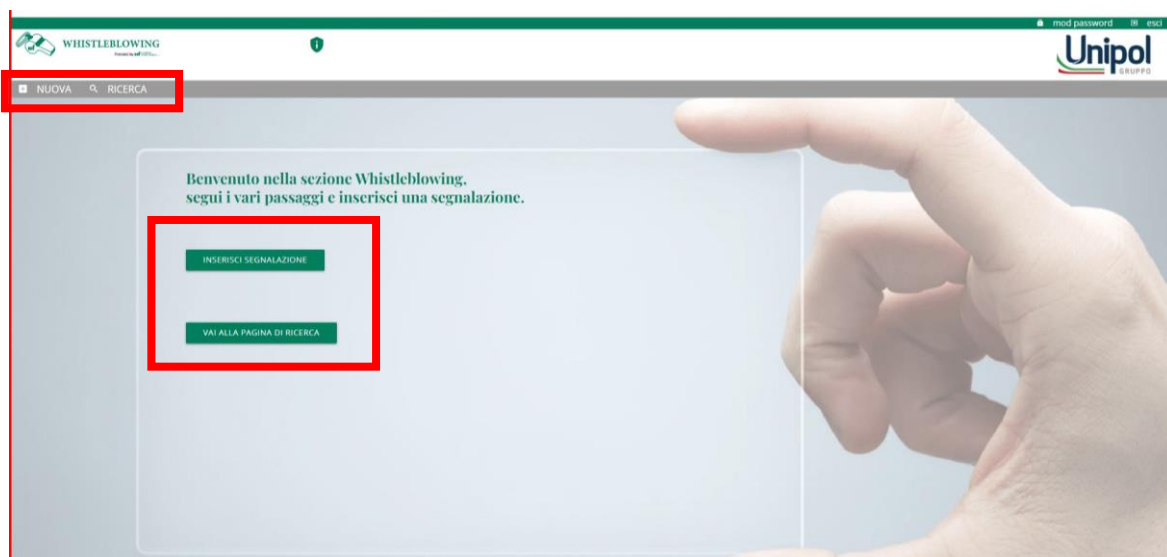 mod password esci
WHISTLEBLOWING
Unipol
GRUPPO
NUOVA RICERCA
Benvenuto nella sezione Whistleblowing,
segui i vari passaggi e inserisci una segnalazione.
INSERISCI SEGNALAZIONE
VAI ALLA PAGINA DI RICERCA